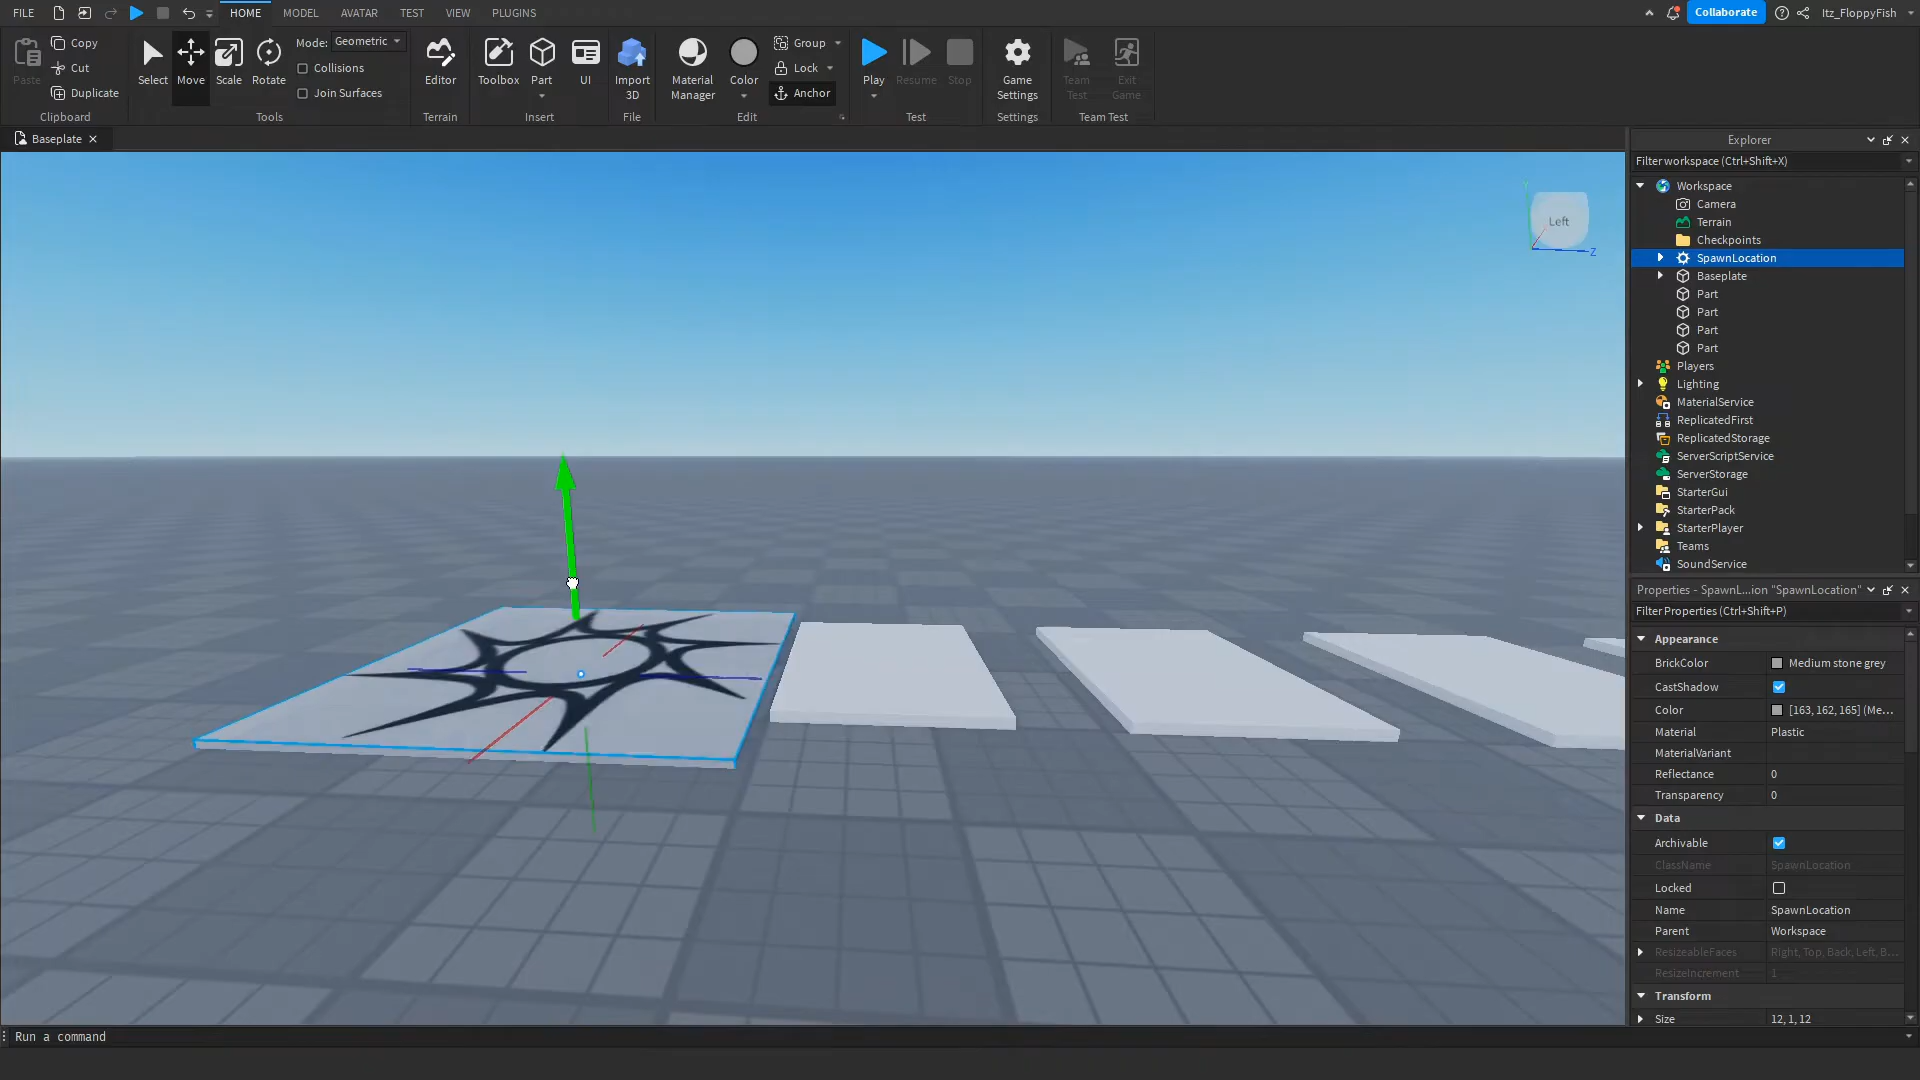 FILE HOME MODEL AVATAR TEST VIEW PLUGINS Collaborate Itz_FloppyFish
Paste Copy Cut Duplicate Clipboard
Select Move Scale Rotate Mode: Geometric Collisions Join Surfaces Tools
Editor Terrain
Toolbox Part UI Insert
Import 3D File
Material Manager Color Group Lock Anchor Edit
Play Resume Stop Test
Game Settings Settings
Team Test Exit Game Team Test
Baseplate
Left
Z
Explorer
Filter workspace (Ctrl+Shift+X)
Workspace
Camera
Terrain
Checkpoints
SpawnLocation
Baseplate
Part
Part
Part
Part
Players
Lighting
MaterialService
ReplicatedFirst
ReplicatedStorage
ServerScriptService
ServerStorage
StarterGui
StarterPack
StarterPlayer
Teams
SoundService
Properties - SpawnL...ion "SpawnLocation"
Filter Properties (Ctrl+Shift+P)
Appearance
BrickColor Medium stone grey
CastShadow
Color [163, 162, 165] (Me...
Material Plastic
MaterialVariant
Reflectance 0
Transparency 0
Data
Archivable
ClassName SpawnLocation
Locked
Name SpawnLocation
Parent Workspace
ResizeableFaces Right, Top, Back, Left, B...
ResizeIncrement 1
Transform
Size 12, 1, 12
Run a command